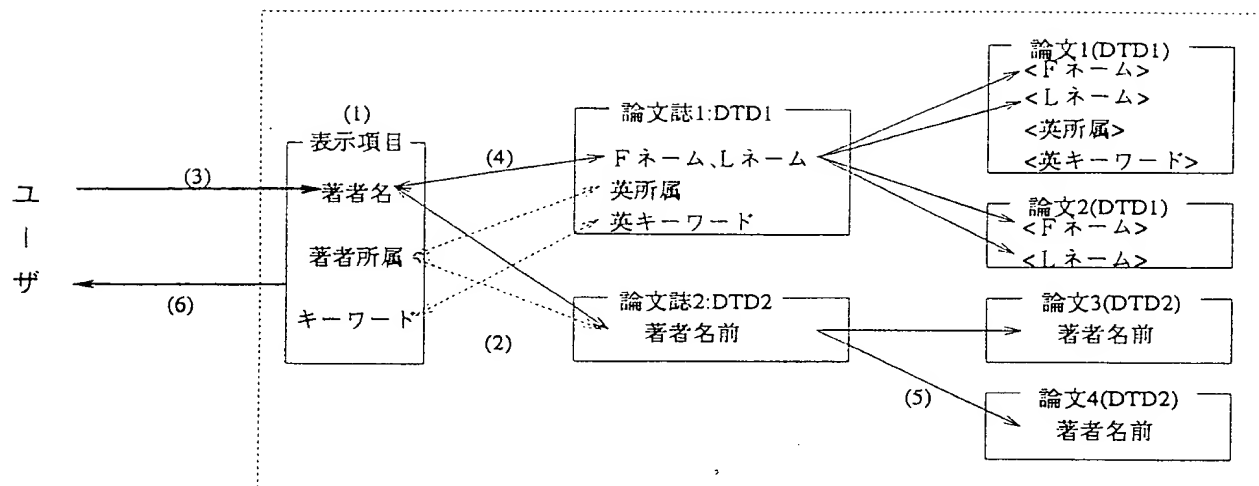 ユーザ
(3)
(6)
(1)
表示項目
著者名
著者所属
キーワード
(4)
(2)
論文誌1:DTD1
Fネーム、Lネーム
英所属
英キーワード
論文誌2:DTD2
著者名前
(5)
論文1(DTD1)
<Fネーム>
<Lネーム>
<英所属>
<英キーワード>
論文2(DTD1)
<Fネーム>
<Lネーム>
論文3(DTD2)
著者名前
論文4(DTD2)
著者名前